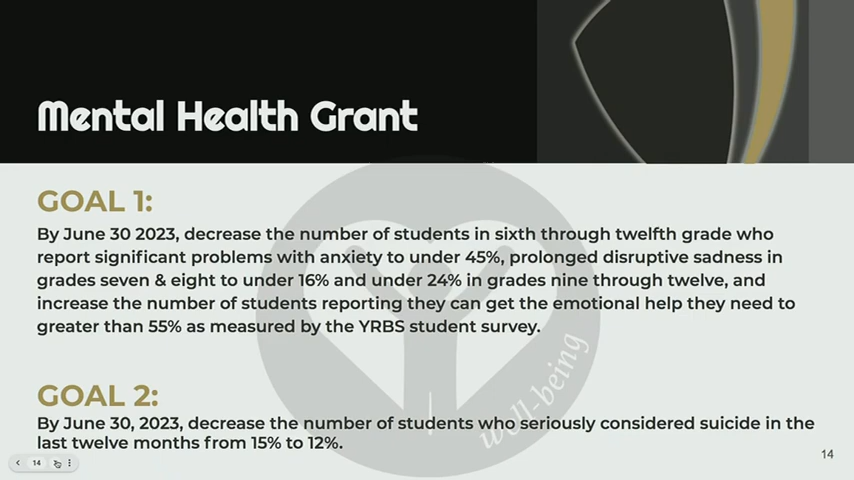 Mental Health Grant
GOAL 1:
By June 30 2023, decrease the number of students in sixth through twelfth grade who
report significant problems with anxiety to under 45%, prolonged disruptive sadness in
grades seven & eight to under 16% and under 24% in grades nine through twelve, and
increase the number of students reporting they can get the emotional help they need to
greater than 55% as measured by the YRBS student survey.
well-being
GOAL 2:
By June 30, 2023, decrease the number of students who seriously considered suicide in the
last twelve months from 15% to 12%.
14
14